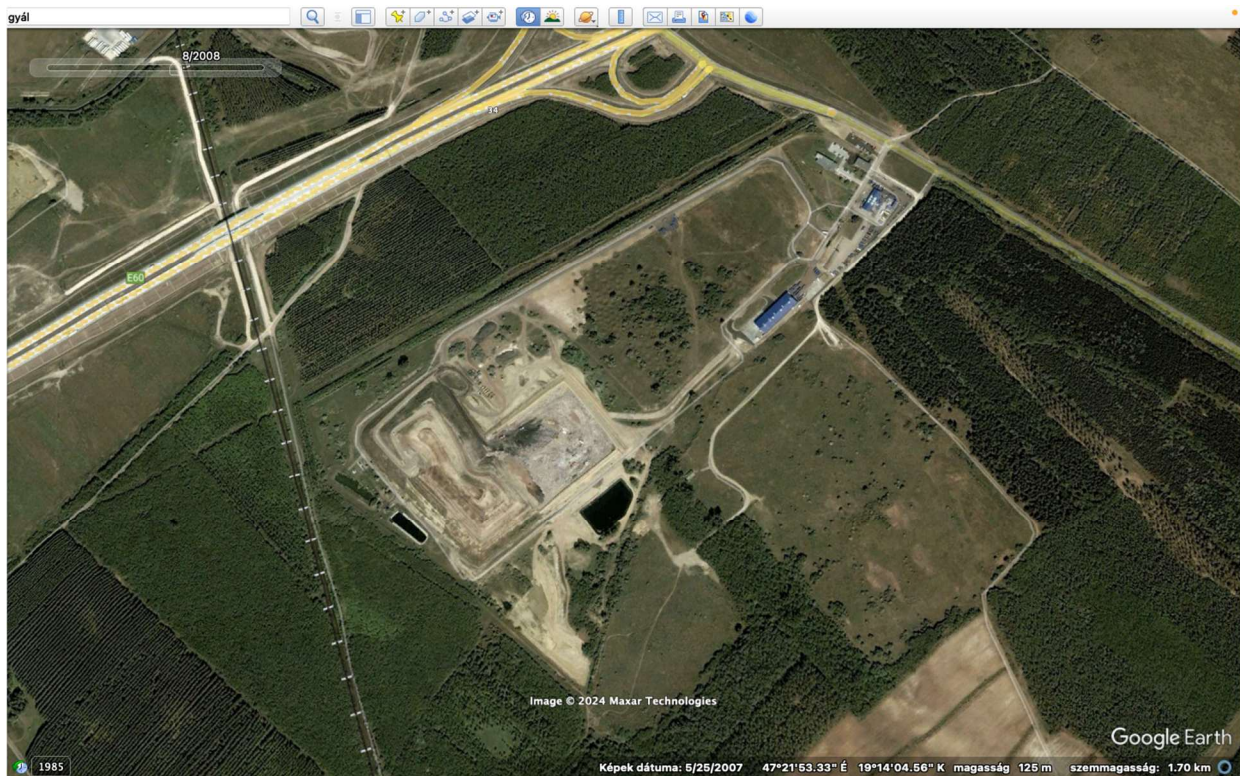 gyál
8/2008
34
E60
Image © 2024 Maxar Technologies
Google Earth
1985
Képek dátuma: 5/25/2007 47°21'53.33" É 19°14'04.56" K magasság 125 m szemmagasság: 1.70 km